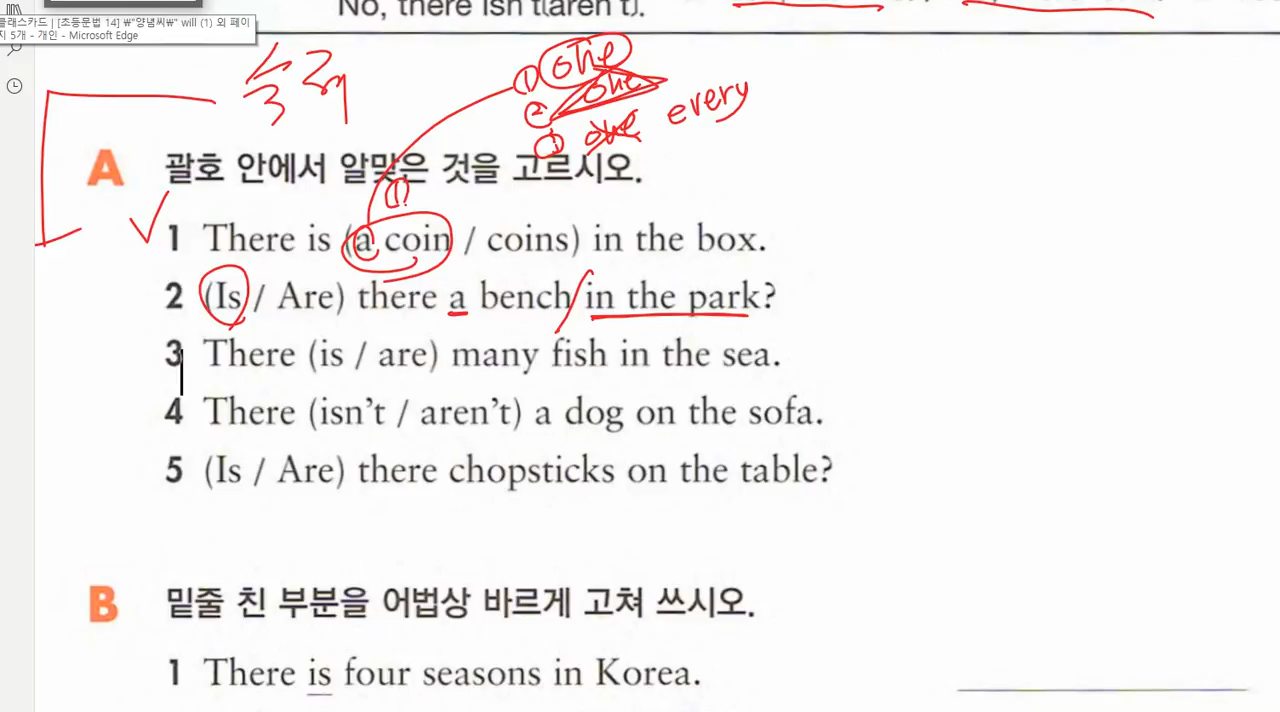 No, there isn't(aren't).
클래스카드 | [초등문법 14] ₩"양념씨₩" will (1) 외 페이
지 5개 - 개인 - Microsoft Edge
① one
② one
③ one every
A 괄호 안에서 알맞은 것을 고르시오.
①
1 There is (a coin / coins) in the box.
2 (Is / Are) there a bench/in the park?
3 There (is / are) many fish in the sea.
4 There (isn't / aren't) a dog on the sofa.
5 (Is / Are) there chopsticks on the table?
B 밑줄 친 부분을 어법상 바르게 고쳐 쓰시오.
1 There is four seasons in Korea.